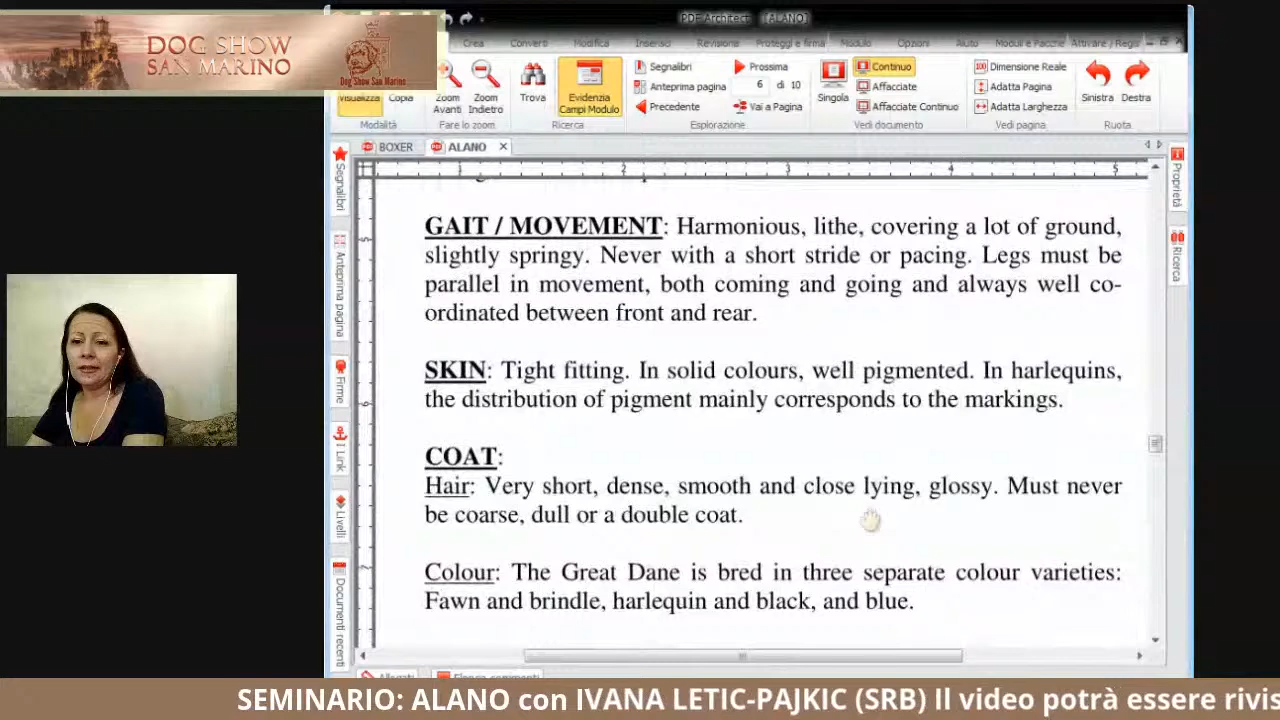 DOG SHOW
SAN MARINO
Dog Show San Marino
PDF Architect [ALANO]
Crea Converti Modifica Inserisci Revisione Proteggi e firma Modulo Opzioni Aiuto Moduli e Pacche Attivare / Regis
Visualizza Copia
Modalità
Zoom Avanti
Zoom Indietro
Fare lo zoom
Trova
Evidenzia Campi Modulo
Ricerca
Segnalibri
Anteprima pagina
Precedente
Prossima
6 di 10
Vai a Pagina
Esplorazione
Singola
Continuo
Affacciate
Affacciate Continuo
Vedi documento
Dimensione Reale
Adatta Pagina
Adatta Larghezza
Vedi pagina
Sinistra Destra
Ruota
BOXER ALANO
1 2 3 4 5
Segnalibri
Anteprima pagina
Firme
Link
Livelli
Documenti recenti
Proprietà
Ricerca
GAIT / MOVEMENT: Harmonious, lithe, covering a lot of ground,
slightly springy. Never with a short stride or pacing. Legs must be
parallel in movement, both coming and going and always well co-
ordinated between front and rear.
SKIN: Tight fitting. In solid colours, well pigmented. In harlequins,
the distribution of pigment mainly corresponds to the markings.
COAT:
Hair: Very short, dense, smooth and close lying, glossy. Must never
be coarse, dull or a double coat.
Colour: The Great Dane is bred in three separate colour varieties:
Fawn and brindle, harlequin and black, and blue.
SEMINARIO: ALANO con IVANA LETIC-PAJKIC (SRB) Il video potrà essere rivis